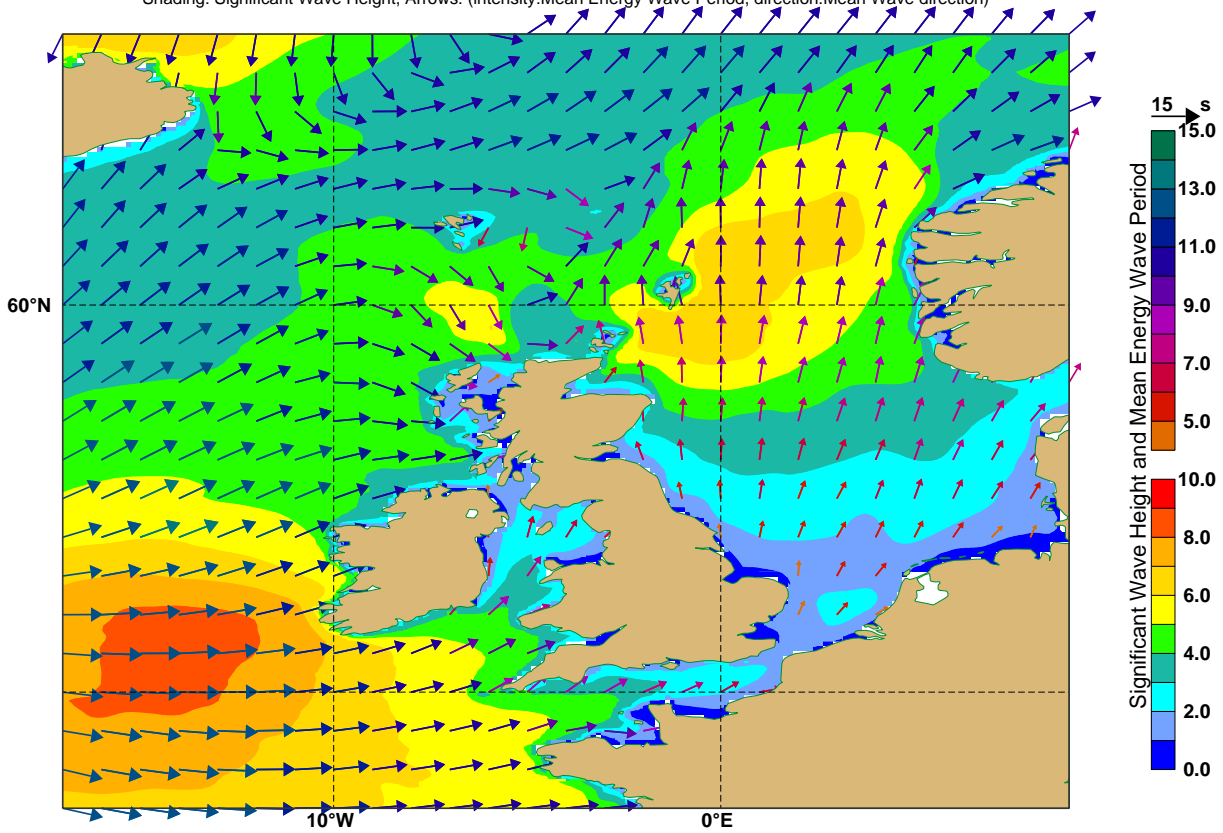 Shading: Significant Wave Height, Arrows: (Intensity:Mean Energy Wave Period, direction:Mean Wave direction)
15 s
15.0
13.0
11.0
9.0
7.0
5.0
10.0
8.0
6.0
4.0
2.0
0.0
Significant Wave Height and Mean Energy Wave Period
60°N
10°W
0°E